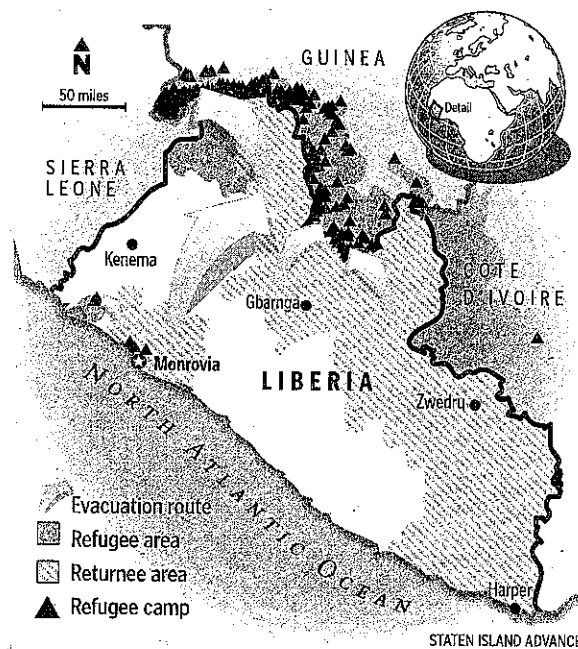 N
50 miles
GUINEA
Detail
SIERRA
LEONE
Kenema
Gbarnga
CÔTE
D'IVOIRE
Monrovia
LIBERIA
Zwedru
NORTH ATLANTIC OCEAN
Evacuation route
Refugee area
Returnee area
Refugee camp
Harper
STATEN ISLAND ADVANCE